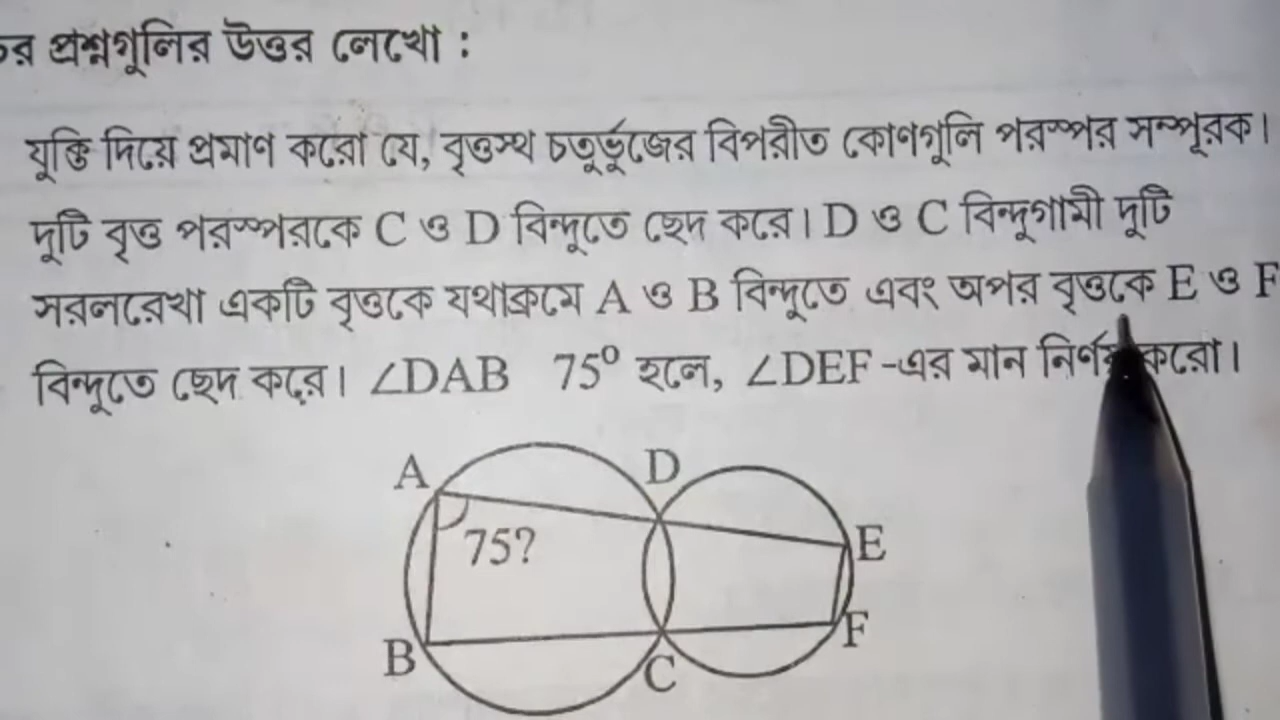 র প্রশ্নগুলির উত্তর লেখো :
যুক্তি দিয়ে প্রমাণ করো যে, বৃত্তস্থ চতুর্ভুজের বিপরীত কোণগুলি পরস্পর সম্পূরক।
দুটি বৃত্ত পরস্পরকে C ও D বিন্দুতে ছেদ করে। D ও C বিন্দুগামী দুটি
সরলরেখা একটি বৃত্তকে যথাক্রমে A ও B বিন্দুতে এবং অপর বৃত্তকে E ও F
বিন্দুতে ছেদ করে। ∠DAB 75⁰ হলে, ∠DEF-এর মান নির্ণয় করো।
A D
75? E
B C F